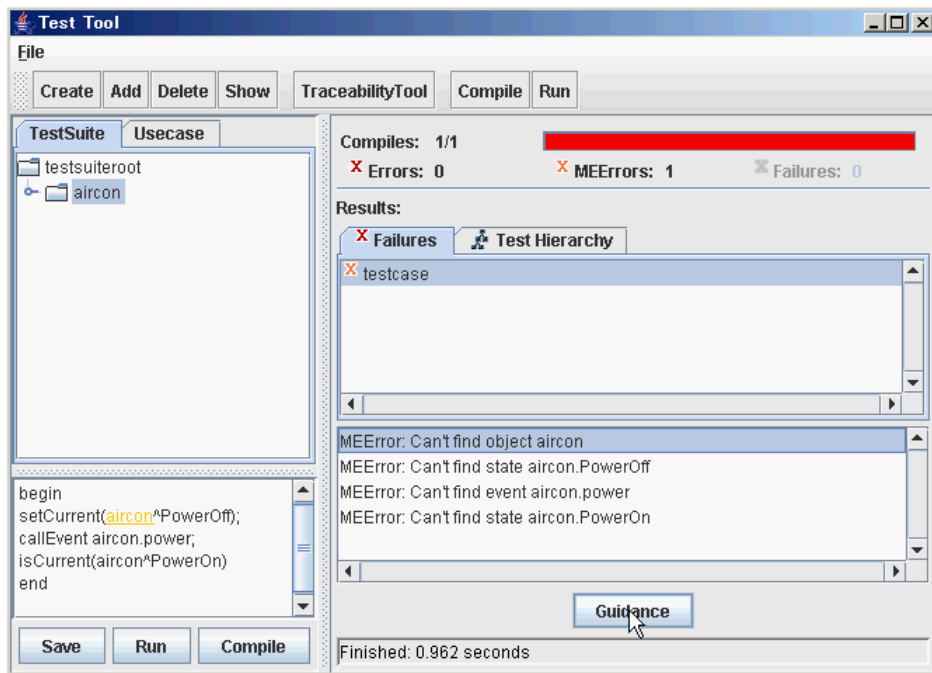 Test Tool
File
Create Add Delete Show TraceabilityTool Compile Run
TestSuite Usecase
testsuiteroot
aircon
begin
setCurrent(aircon^PowerOff);
callEvent aircon.power;
isCurrent(aircon^PowerOn)
end
Save Run Compile
Compiles: 1/1
X Errors: 0 X MEErrors: 1 X Failures: 0
Results:
X Failures Test Hierarchy
X testcase
MEError: Can't find object aircon
MEError: Can't find state aircon.PowerOff
MEError: Can't find event aircon.power
MEError: Can't find state aircon.PowerOn
Guidance
Finished: 0.962 seconds